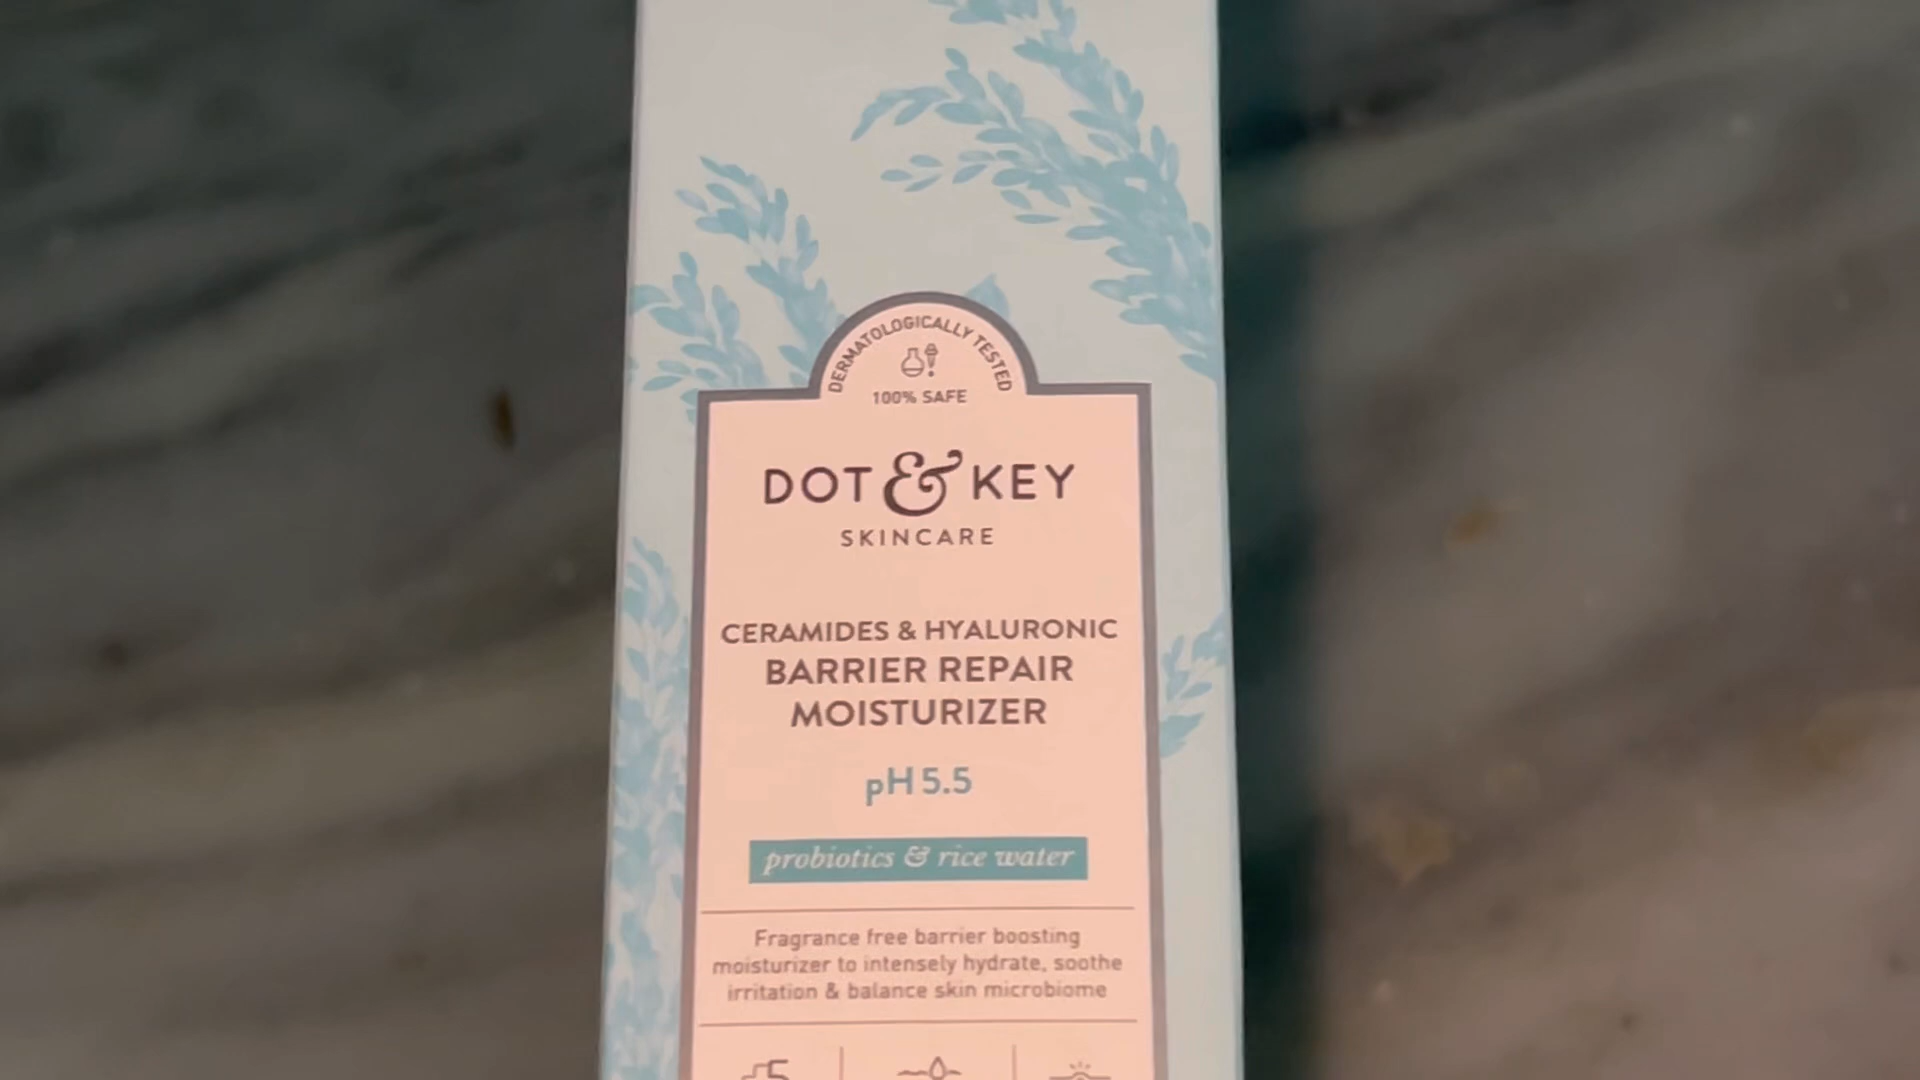 DERMATOLOGICALLY TESTED
100% SAFE
DOT & KEY
SKINCARE
CERAMIDES & HYALURONIC
BARRIER REPAIR
MOISTURIZER
pH 5.5
probiotics & rice water
Fragrance free barrier boosting
moisturizer to intensely hydrate, soothe
irritation & balance skin microbiome